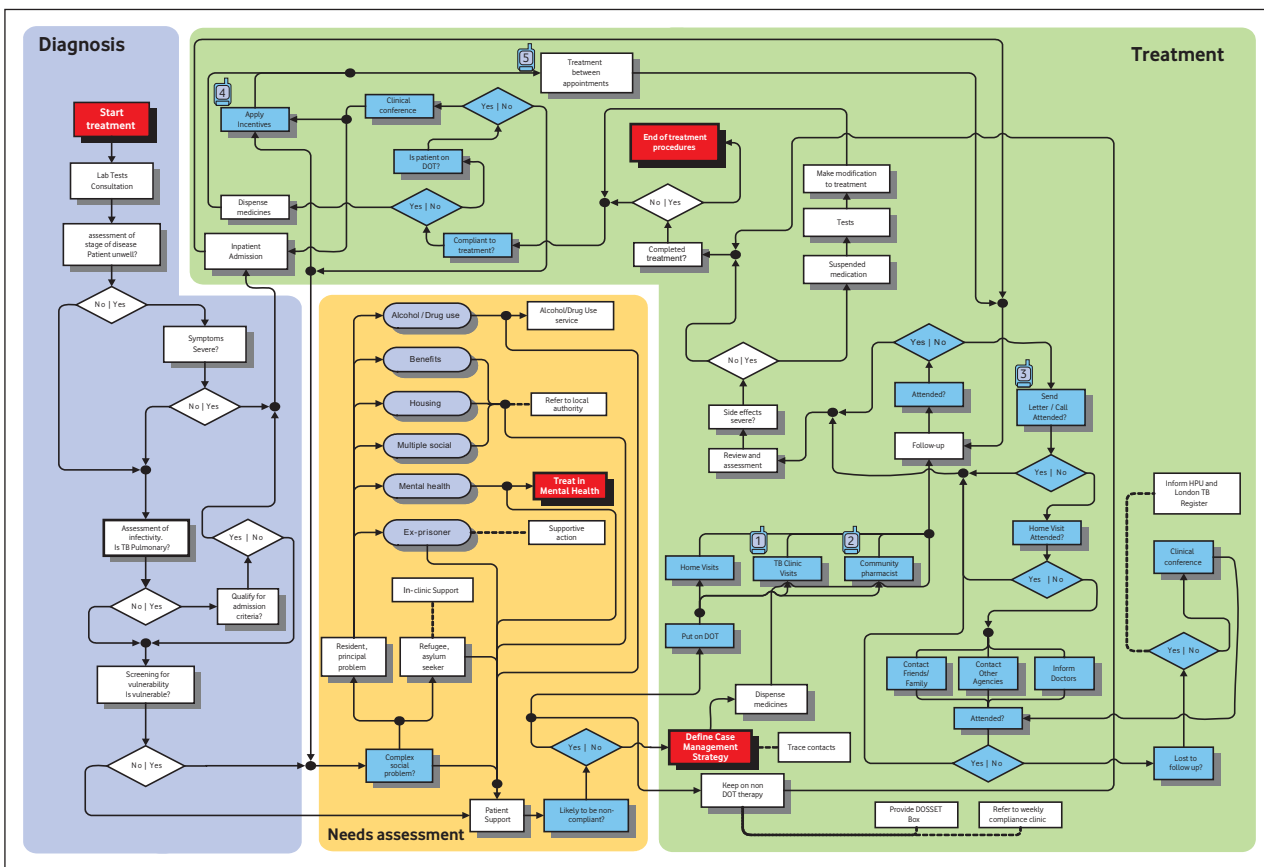 Diagnosis
Start
treatment
Lab Tests
Consultation
assessment of
stage of disease
Patient unwell?
No | Yes
Symptoms
Severe?
No | Yes
Assessment of
infectivity.
Is TB Pulmonary?
Yes | No
No | Yes
Qualify for
admission
criteria?
Screening for
vulnerability
Is vulnerable?
No | Yes
Treatment
4
Apply
Incentives
5
Treatment
between
appointments
Clinical
conference
Yes | No
Is patient on
DOT?
Dispense
medicines
Yes | No
Inpatient
Admission
Compliant to
treatment?
End of treatment
procedures
No | Yes
Completed
treatment?
Make modification
to treatment
Tests
Suspended
medication
No | Yes
Side effects
severe?
Review and
assessment
Yes | No
Attended?
Follow-up
3
Send
Letter / Call
Attended?
Yes | No
Home Visit
Attended?
Yes | No
Inform HPU and
London TB
Register
Clinical
conference
Yes | No
Home Visits
1
TB Clinic
Visits
2
Community
pharmacist
Put on DOT
Dispense
medicines
Contact
Friends/
Family
Contact
Other
Agencies
Inform
Doctors
Attended?
Yes | No
Lost to
follow up?
Define Case
Management
Strategy
Trace contacts
Keep on non
DOT therapy
Provide DOSSET
Box
Refer to weekly
compliance clinic
Alcohol / Drug use
Alcohol/Drug Use
service
Benefits
Housing
Refer to local
authority
Multiple social
Mental health
Treat in
Mental Health
Ex-prisoner
Supportive
action
In-clinic Support
Resident,
principal
problem
Refugee,
asylum
seeker
Complex
social
problem?
Yes | No
Patient
Support
Likely to be non-
compliant?
Needs assessment